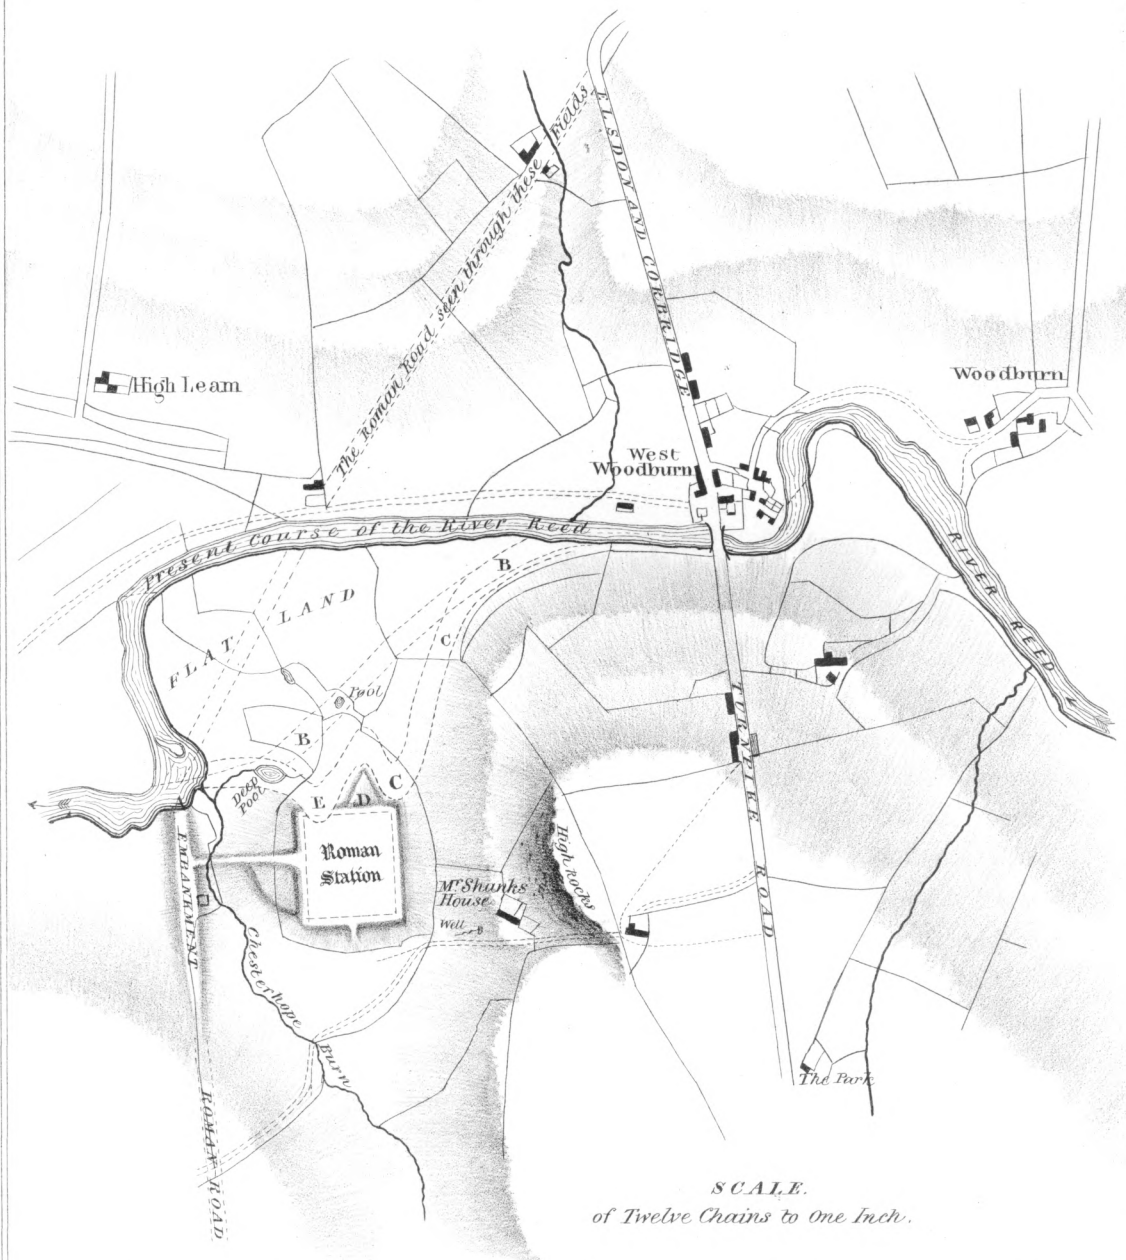 The Roman Road seen through these Fields
ELSDON AND CORBRIDGE
TURNPIKE ROAD
High Leam
Woodburn
West
Woodburn
Present Course of the River Reed
RIVER REED
B
C
FLAT LAND
Pool
B
Deep
Pool
E
D
C
Roman
Station
High Rocks
Mr. Shanks'
House
Well
EMBANKMENT
ROMAN ROAD
Chesterhope Burn
The Park
SCALE.
of Twelve Chains to One Inch.